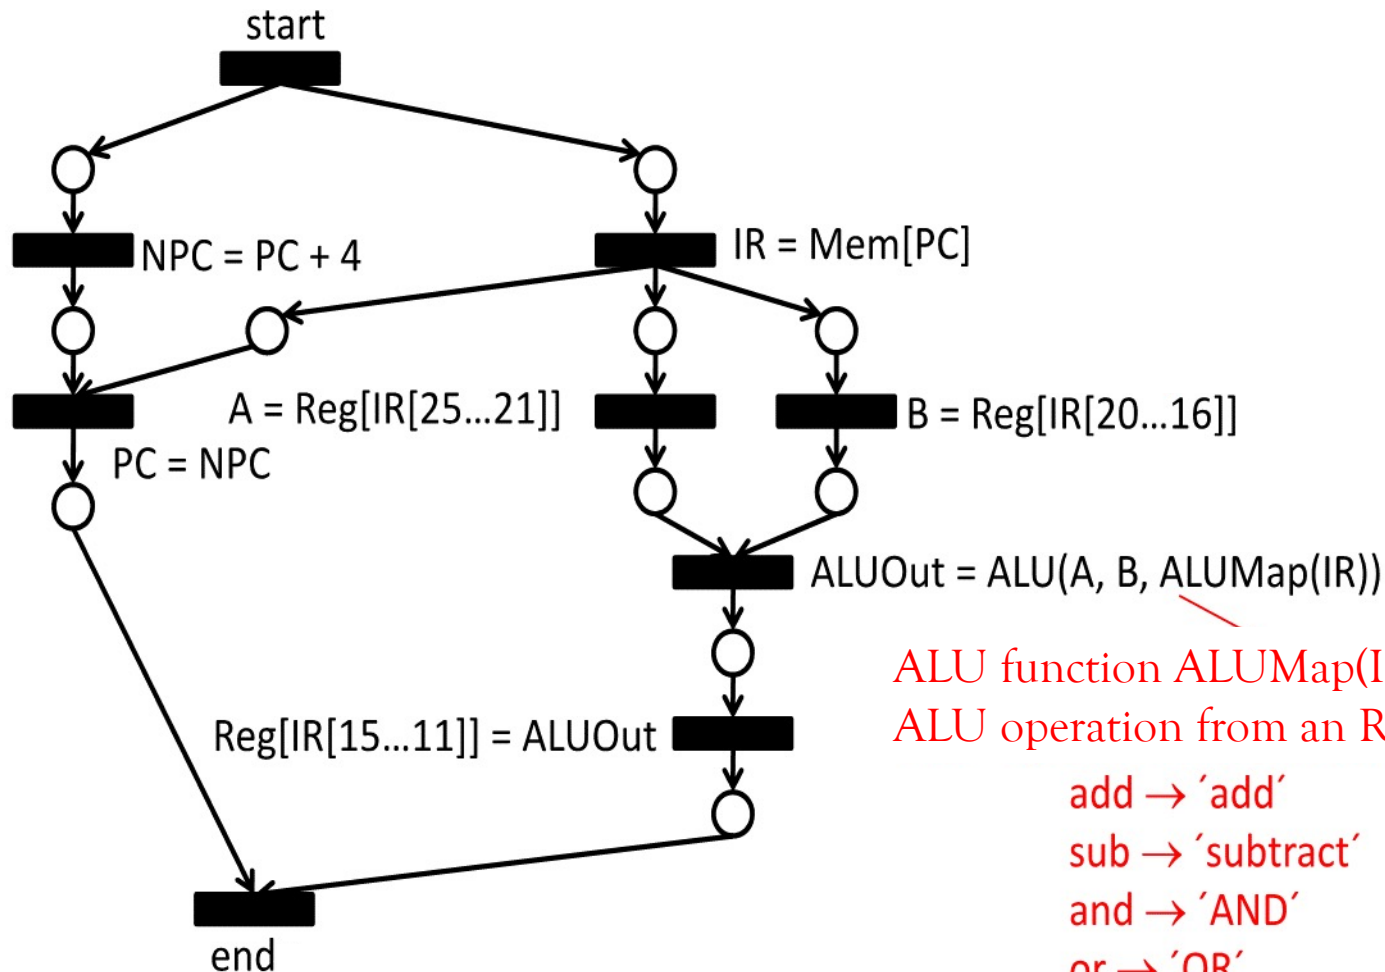 start
NPC = PC + 4
IR = Mem[PC]
A = Reg[IR[25...21]]
B = Reg[IR[20...16]]
PC = NPC
ALUOut = ALU(A, B, ALUMap(IR))
ALU function ALUMap(I
ALU operation from an R
Reg[IR[15...11]] = ALUOut
add → ´add´
sub → ´subtract´
and → ´AND´
or → ´OR´
end